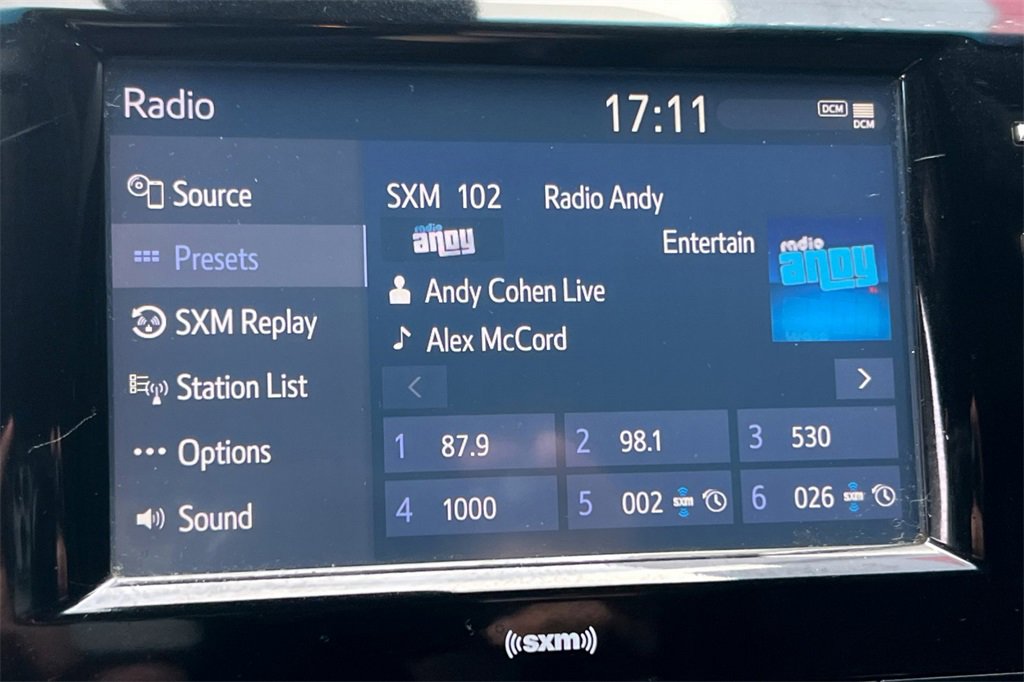 Radio
17:11
DCM
DCM
Source
Presets
SXM Replay
Station List
Options
Sound
SXM 102 Radio Andy
radio
andy
Entertain
radio
andy
Andy Cohen Live
Alex McCord
<
>
1 87.9
2 98.1
3 530
4 1000
5 002 sxm
6 026 sxm
((sxm))